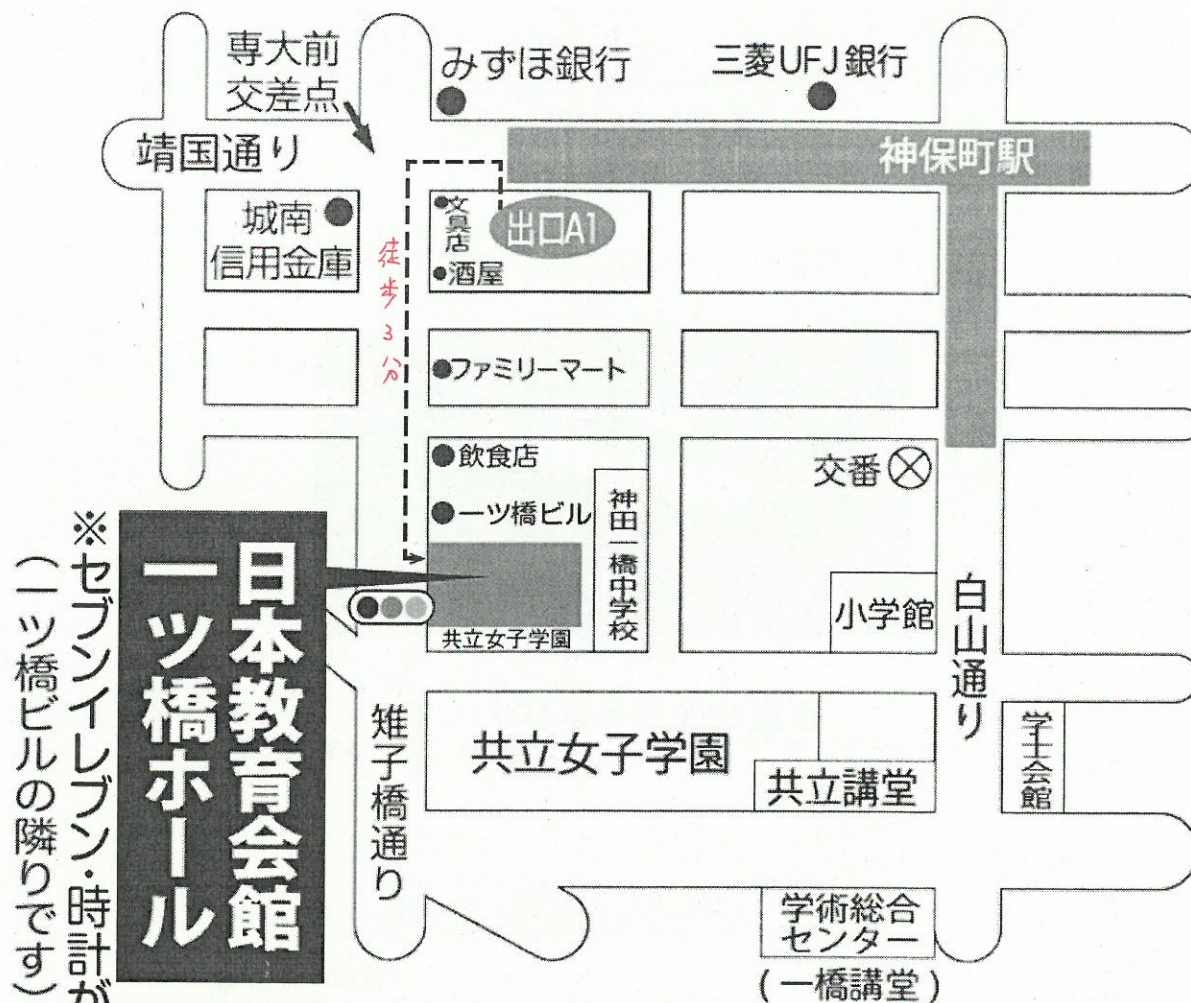 専大前
交差点
みずほ銀行
三菱UFJ銀行
靖国通り
神保町駅
城南
信用金庫
文具店
出口A1
酒屋
徒歩3分
ファミリーマート
飲食店
一ツ橋ビル
神田一橋中学校
交番
小学館
白山通り
共立女子学園
日本教育会館
一ツ橋ホール
※セブンイレブン・時計が
(一ツ橋ビルの隣りです)
雉子橋通り
共立女子学園
共立講堂
学士会館
学術総合
センター
(一橋講堂)